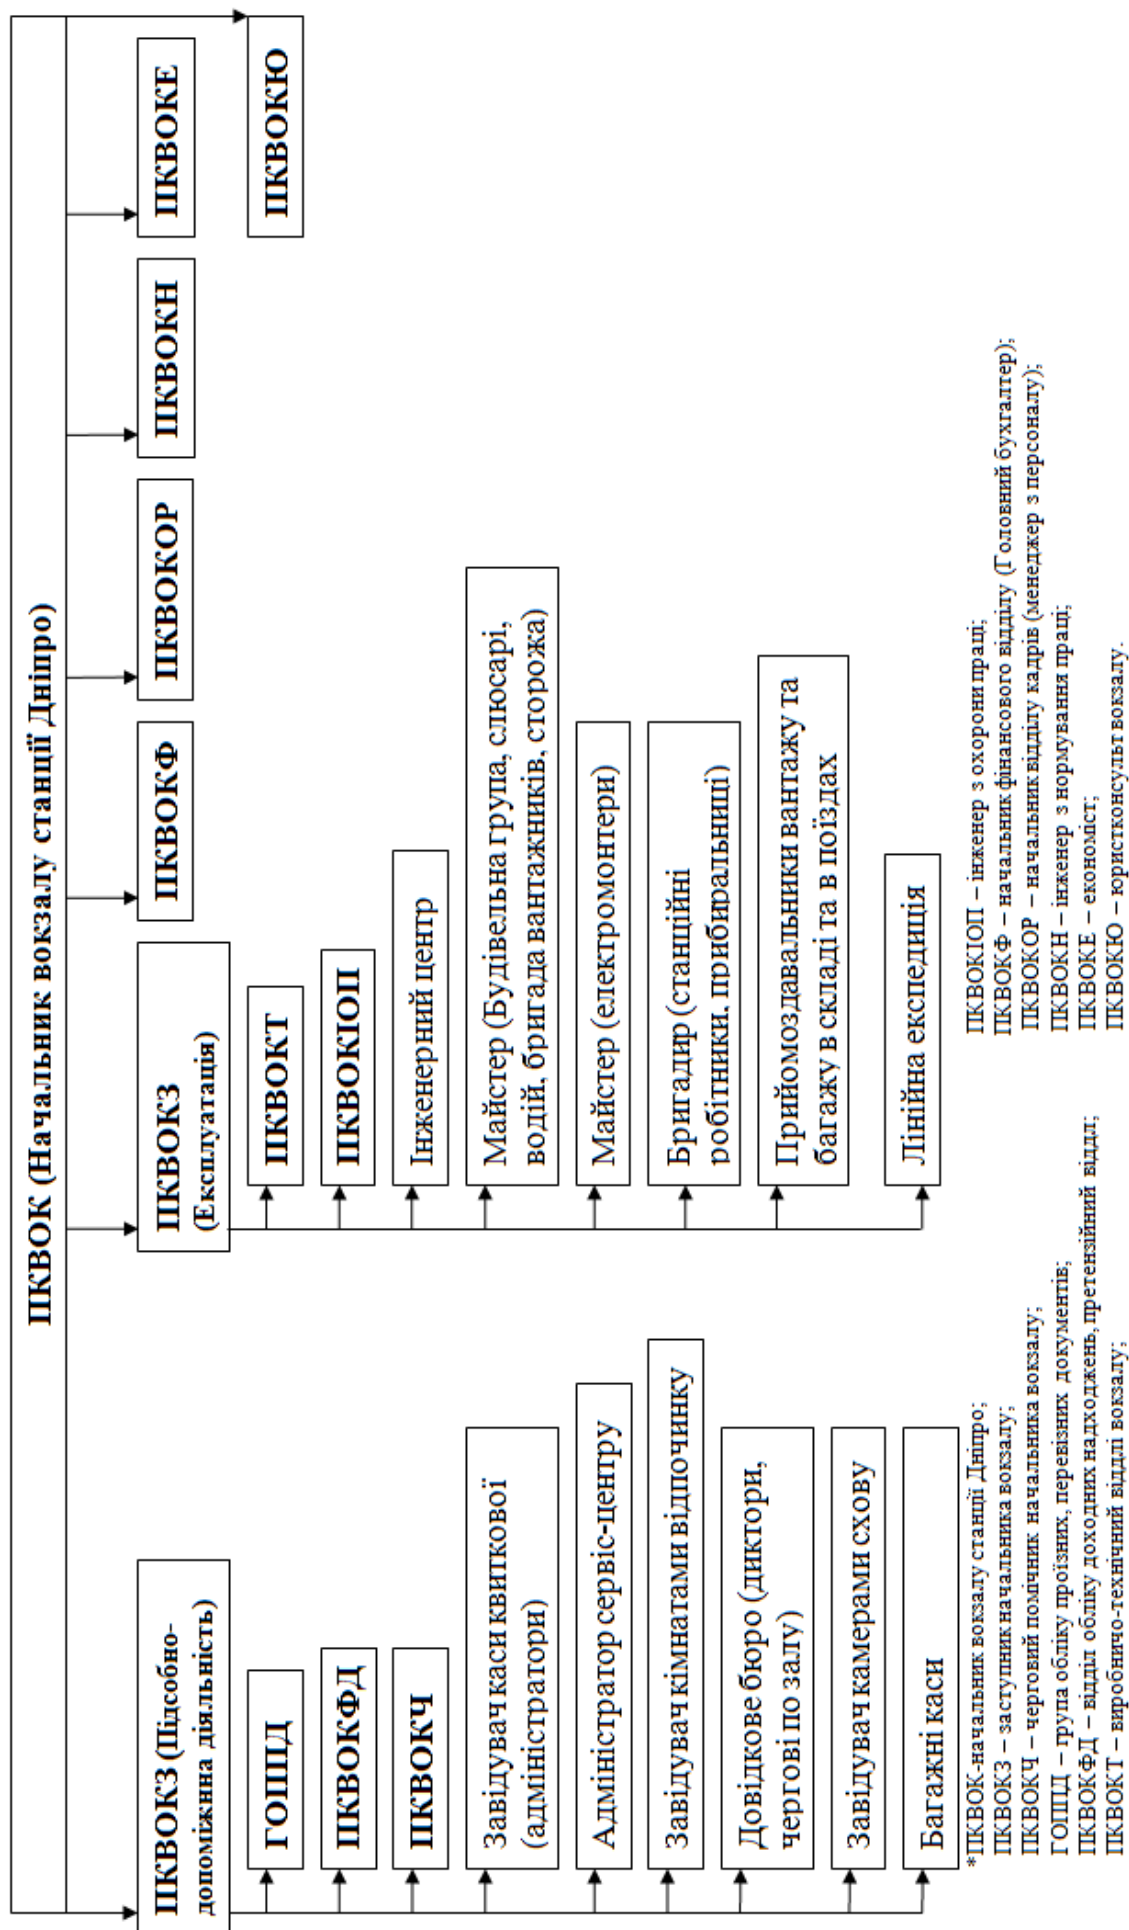 ПКВОК (Начальник вокзалу станції Дніпро)
ПКВОКЗ (Підсобно-
допоміжна діяльність)
ПКВОКЗ
(Експлуатація)
ПКВОКФ
ПКВОКОР
ПКВОКН
ПКВОКЕ
ПКВОКЮ
ГОППД
ПКВОКФД
ПКВОКЧ
Завідувач каси квиткової
(адміністратори)
Адміністратор сервіс-центру
Завідувач кімнатами відпочинку
Довідкове бюро (диктори,
чергові по залу)
Завідувач камерами схову
Багажні каси
ПКВОКТ
ПКВОКІОП
Інженерний центр
Майстер (Будівельна група, слюсарі,
водій, бригада вантажників, сторожа)
Майстер (електромонтери)
Бригадир (станційні
робітники, прибиральниці)
Прийомоздавальники вантажу та
багажу в складі та в поїздах
Лінійна експедиція
*ПКВОК-начальник вокзалу станції Дніпро;
ПКВОКЗ – заступник начальника вокзалу;
ПКВОКЧ – черговий помічник начальника вокзалу;
ГОППД – група обліку проїзних, перевізних документів;
ПКВОКФД – відділ обліку доходних надходжень, претензійний відділ;
ПКВОКТ – виробничо-технічний відділ вокзалу;
ПКВОКІОП – інженер з охорони праці;
ПКВОКФ – начальник фінансового відділу (Головний бухгалтер);
ПКВОКОР – начальник відділу кадрів (менеджер з персоналу);
ПКВОКН – інженер з нормування праці;
ПКВОКЕ – економіст;
ПКВОКЮ – юристконсульт вокзалу.